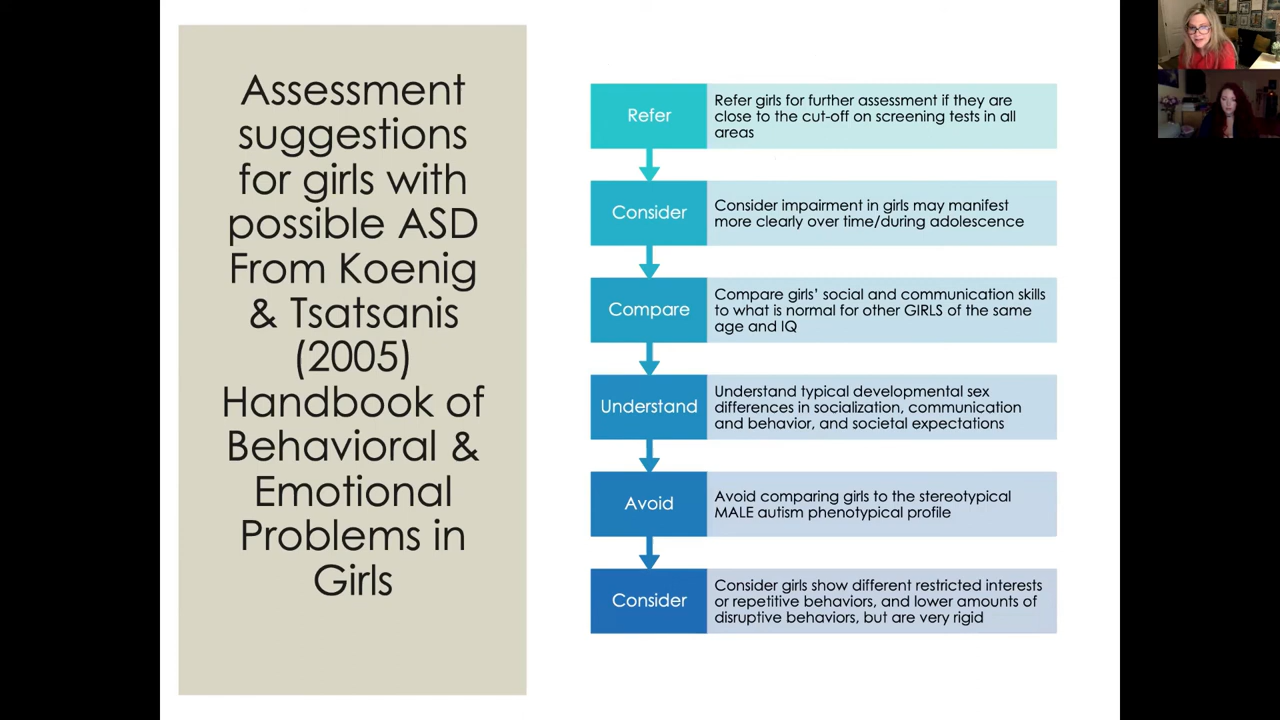 Assessment
suggestions
for girls with
possible ASD
From Koenig
& Tsatsanis
(2005)
Handbook of
Behavioral &
Emotional
Problems in
Girls
Refer
Refer girls for further assessment if they are
close to the cut-off on screening tests in all
areas
Consider
Consider impairment in girls may manifest
more clearly over time/during adolescence
Compare
Compare girls’ social and communication skills
to what is normal for other GIRLS of the same
age and IQ
Understand
Understand typical developmental sex
differences in socialization, communication
and behavior, and societal expectations
Avoid
Avoid comparing girls to the stereotypical
MALE autism phenotypical profile
Consider
Consider girls show different restricted interests
or repetitive behaviors, and lower amounts of
disruptive behaviors, but are very rigid